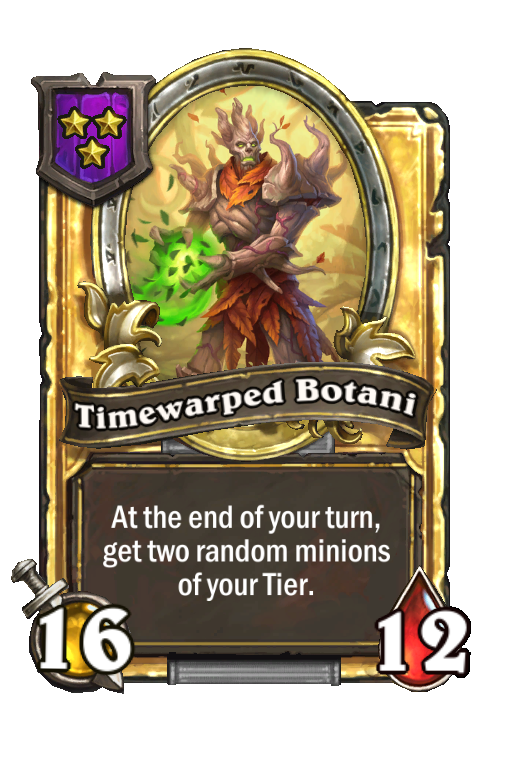 Timewarped Botani
At the end of your turn,
get two random minions
of your Tier.
16
12